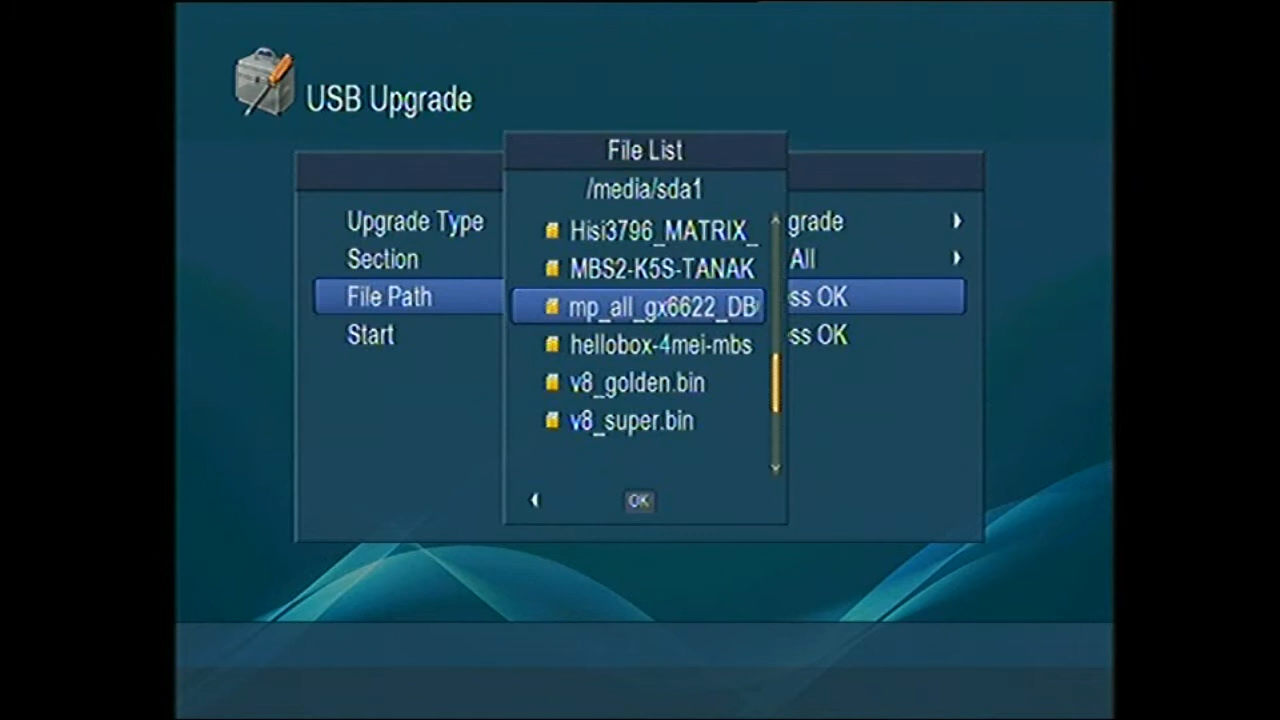 USB Upgrade
File List
/media/sda1
Upgrade Type
Section
File Path
Start
Hisi3796_MATRIX_
MBS2-K5S-TANAK
mp_all_gx6622_DB
hellobox-4mei-mbs
v8_golden.bin
v8_super.bin
grade
All
ss OK
ss OK
OK